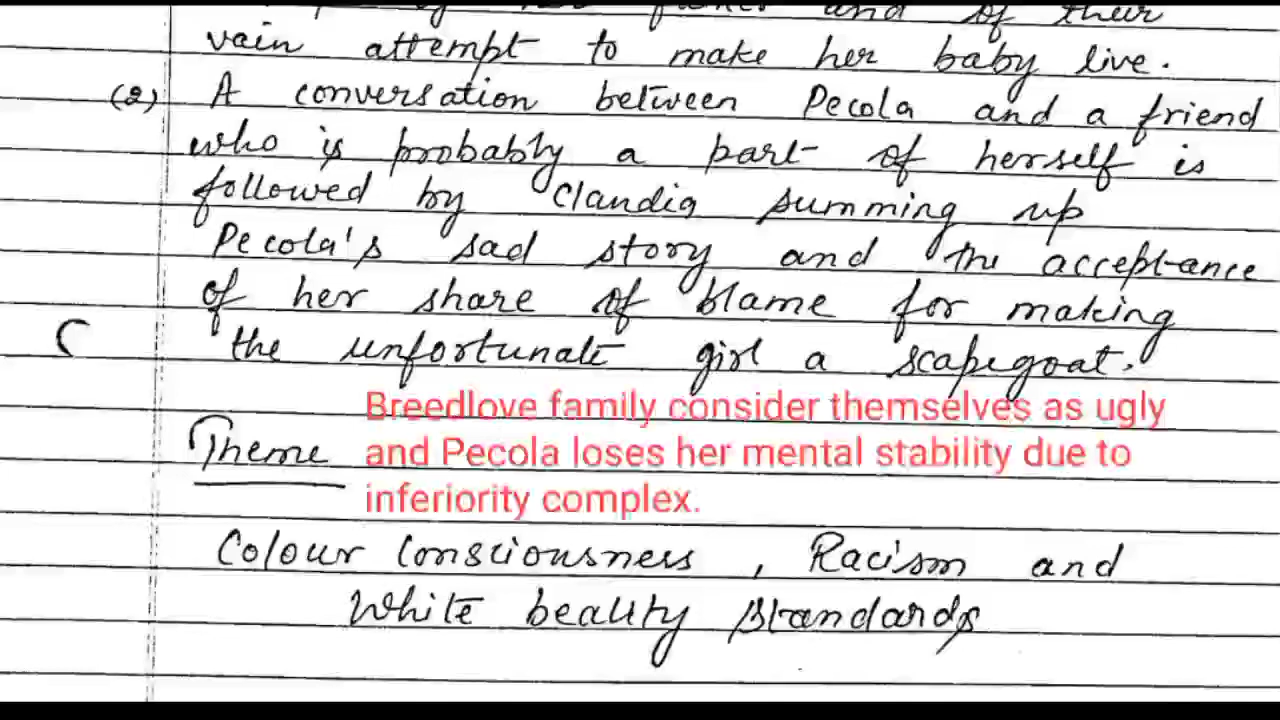 and of their
vain attempt to make her baby live.
(2) A conversation between Pecola and a friend
who is probably a part of herself is
followed by Claudia summing up
Pecola's sad story and the acceptance
of her share of blame for making
the unfortunate girl a scapegoat.
Breedlove family consider themselves as ugly
Theme and Pecola loses her mental stability due to
inferiority complex.
Colour Consciousness, Racism and
White beauty Standards